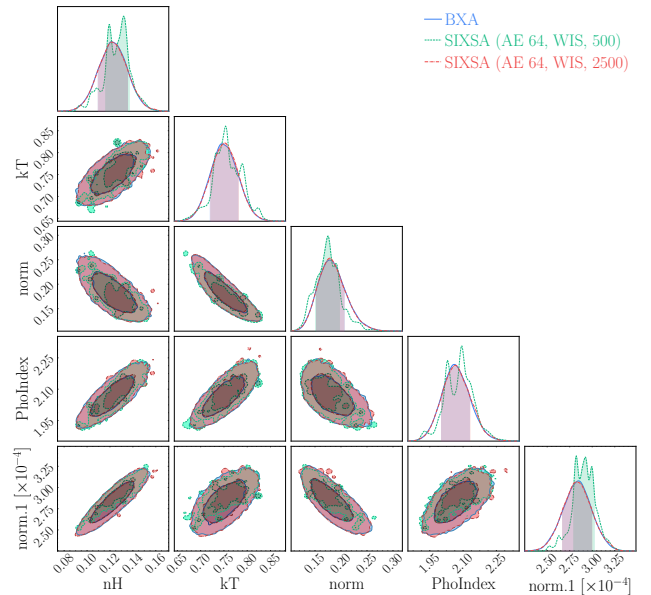 BXA
SIXSA (AE 64, WIS, 500)
SIXSA (AE 64, WIS, 2500)
kT
0.85
0.80
0.75
0.70
0.65
norm
0.30
0.25
0.20
0.15
PhoIndex
2.25
2.10
1.95
norm.1 [×10⁻⁴]
3.25
3.00
2.75
2.50
0.08 0.10 0.12 0.14 0.16
0.65 0.70 0.75 0.80 0.85
0.15 0.20 0.25 0.30
1.95 2.10 2.25
2.50 2.75 3.00 3.25
nH kT norm PhoIndex norm.1 [×10⁻⁴]